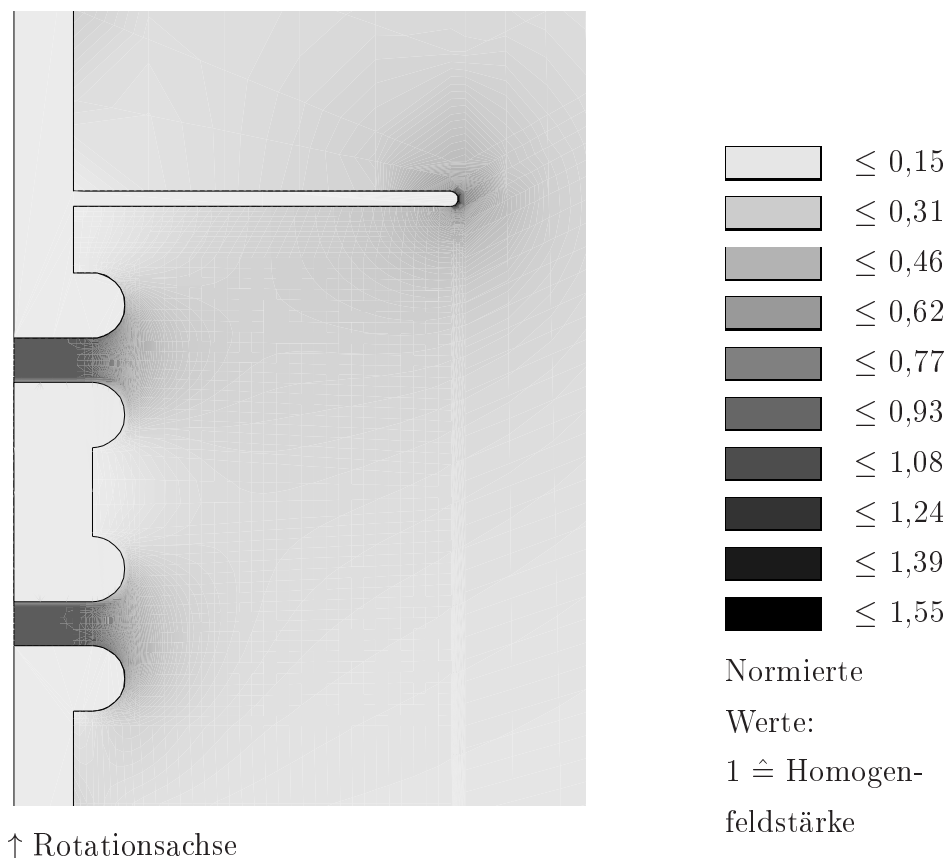 ≤ 0,15
≤ 0,31
≤ 0,46
≤ 0,62
≤ 0,77
≤ 0,93
≤ 1,08
≤ 1,24
≤ 1,39
≤ 1,55
Normierte
Werte:
1 ≙ Homogen-
feldstärke
↑ Rotationsachse